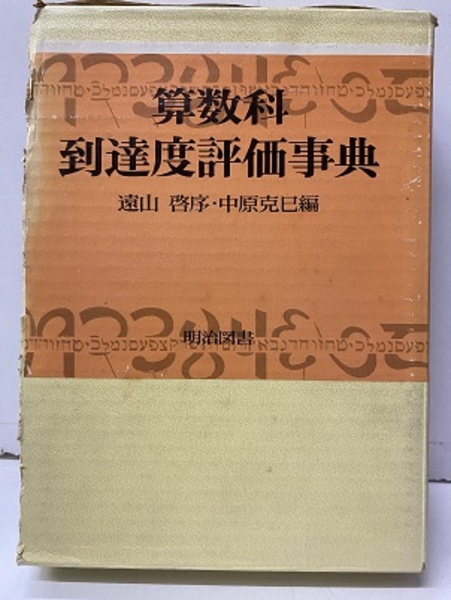 算数科
到達度評価事典
遠山 啓序・中原克巳編
明治図書